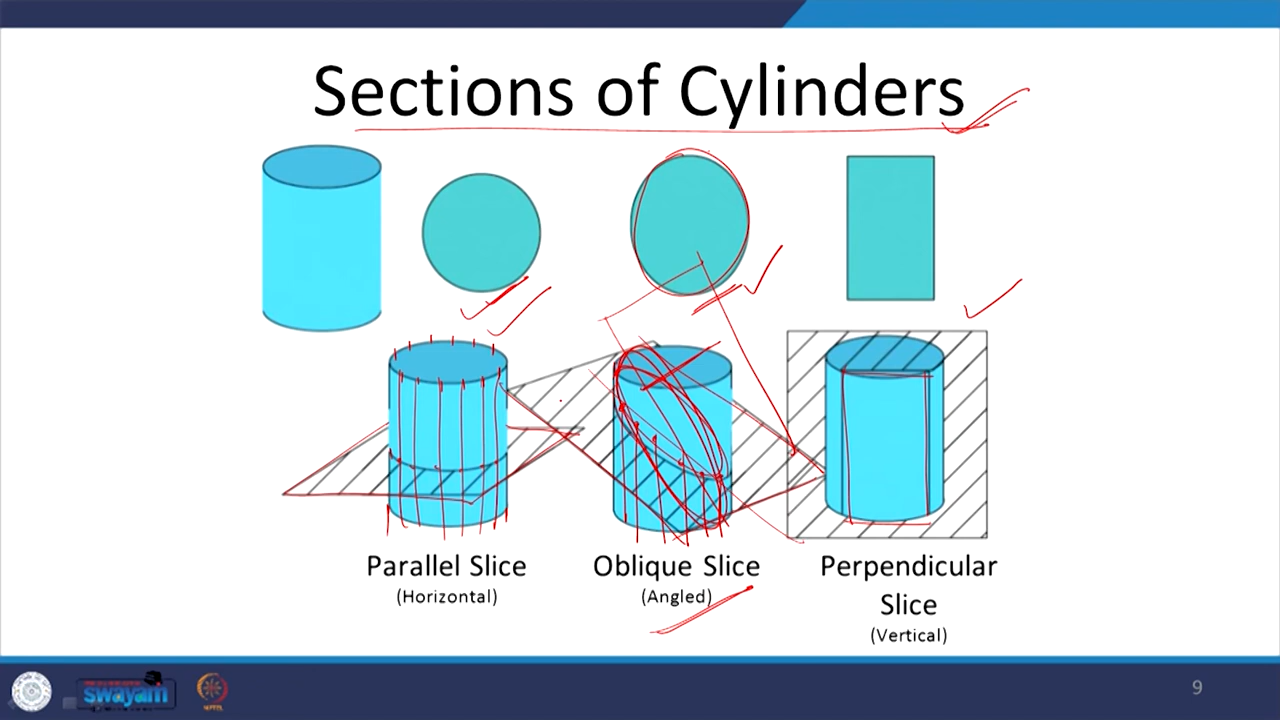 Sections of Cylinders
Parallel Slice
(Horizontal)
Oblique Slice
(Angled)
Perpendicular
Slice
(Vertical)
swayam
9